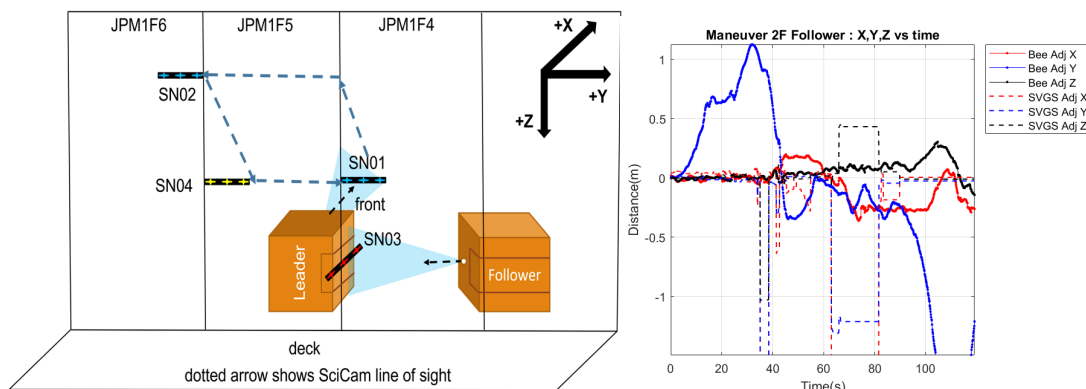 JPM1F6
JPM1F5
JPM1F4
+X
+Y
+Z
SN02
SN01
SN04
front
SN03
Leader
Follower
deck
dotted arrow shows SciCam line of sight
Maneuver 2F Follower : X,Y,Z vs time
Distance(m)
1
0.5
0
-0.5
-1
0
20
40
60
80
100
Time(s)
Bee Adj X
Bee Adj Y
Bee Adj Z
SVGS Adj X
SVGS Adj Y
SVGS Adj Z